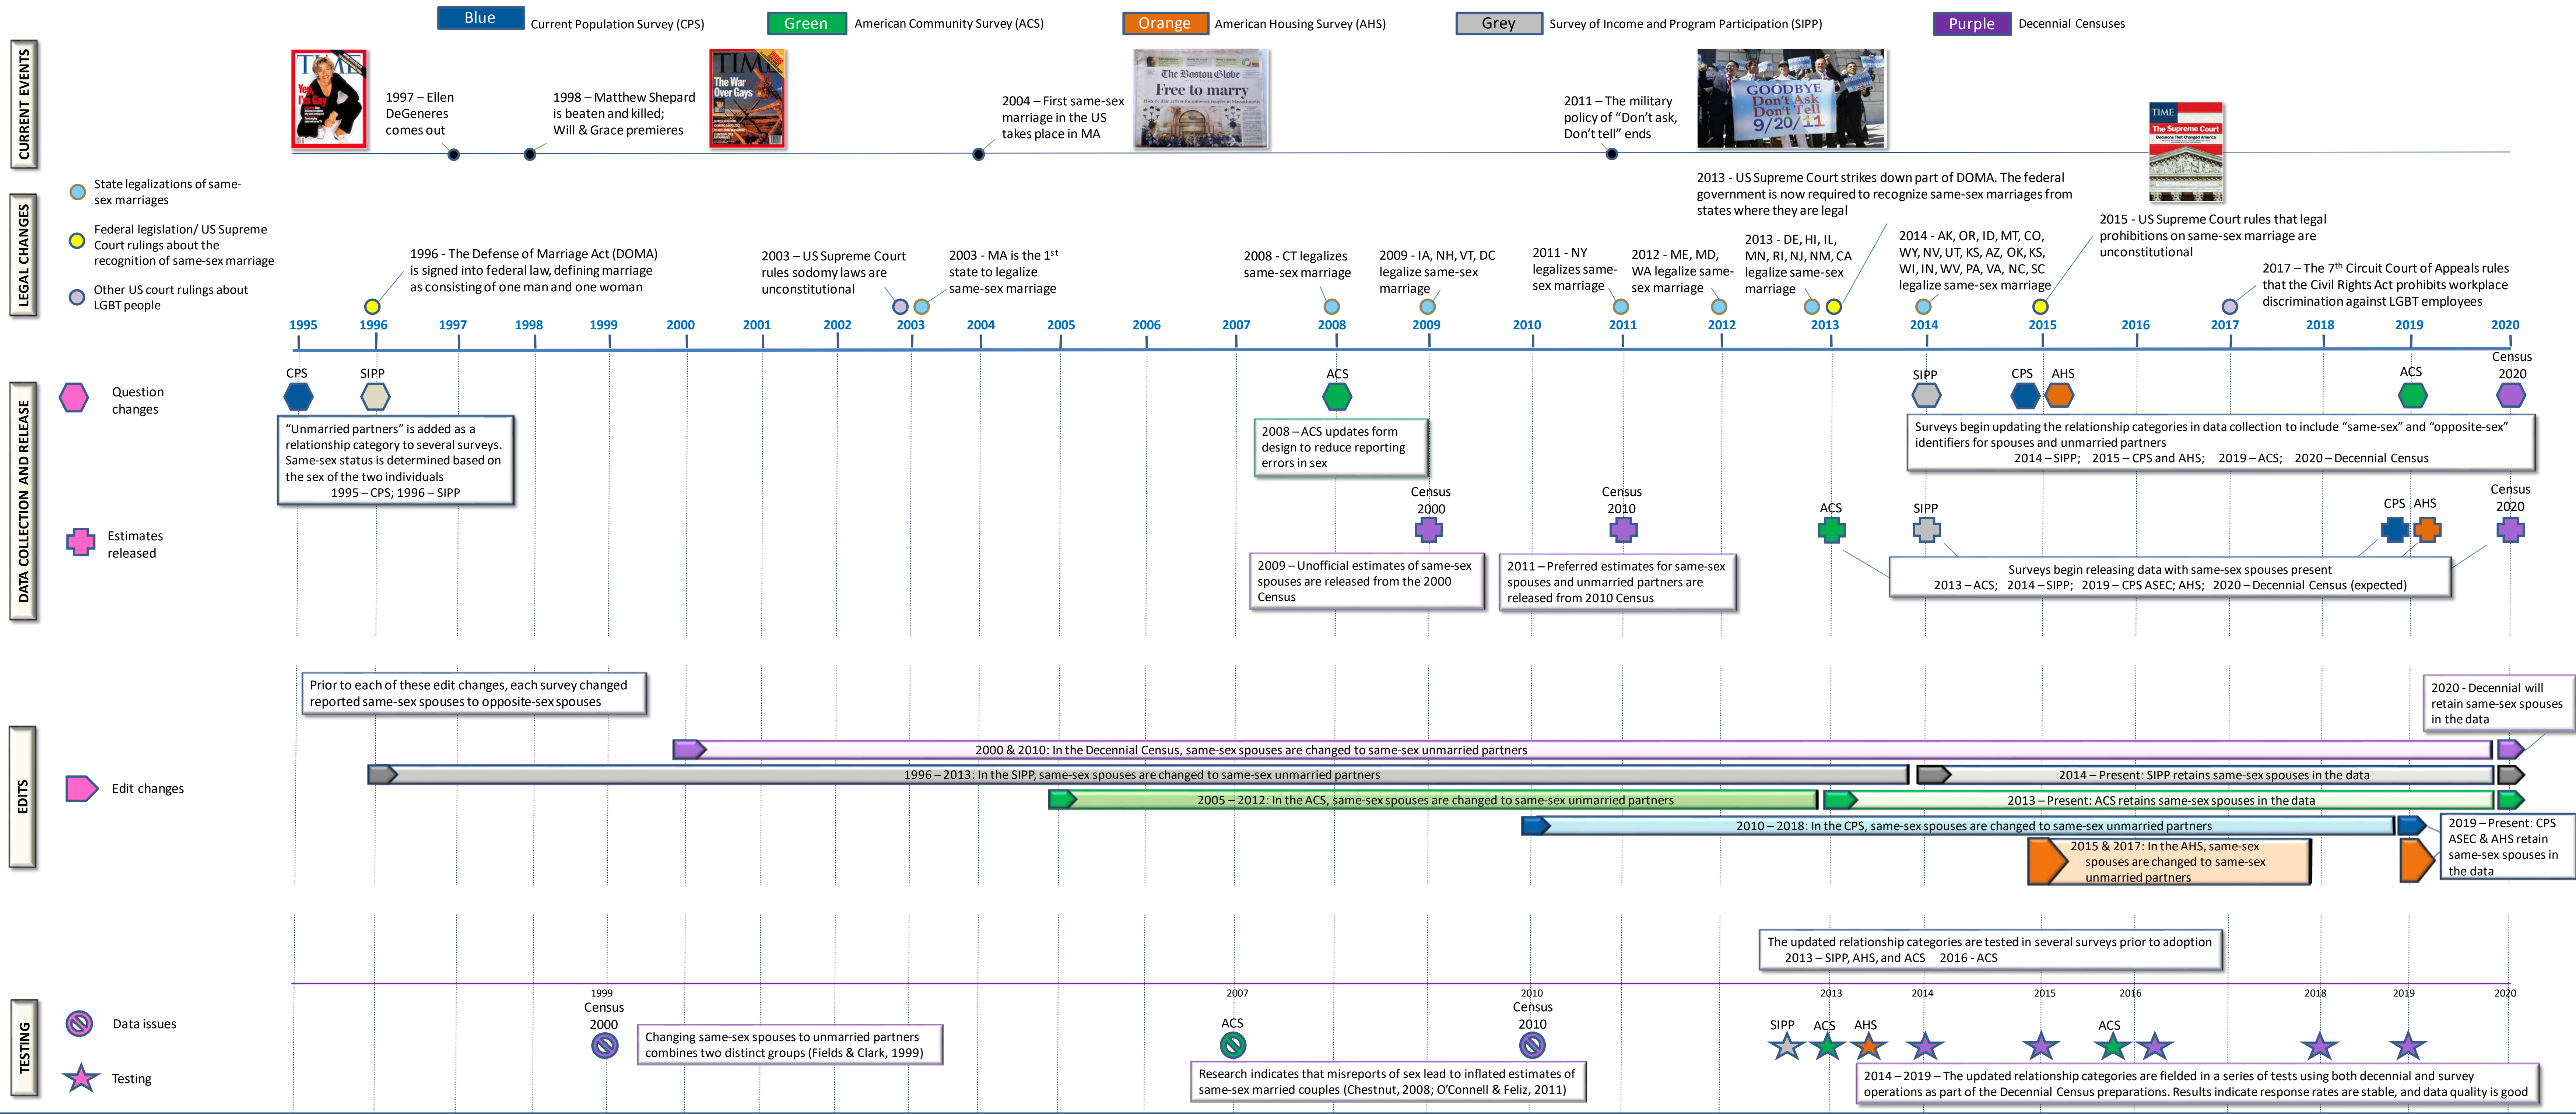 Blue
Current Population Survey (CPS)
Green
American Community Survey (ACS)
Orange
American Housing Survey (AHS)
Grey
Survey of Income and Program Participation (SIPP)
Purple
Decennial Censuses
CURRENT EVENTS
TIME
Yep, I'm Gay
1997 – Ellen
DeGeneres
comes out
1998 – Matthew Shepard
is beaten and killed;
Will & Grace premieres
TIME
The War
Over Gays
2004 – First same-sex
marriage in the US
takes place in MA
The Boston Globe
Free to marry
2011 – The military
policy of “Don’t ask,
Don’t tell” ends
GOODBYE
Don't Ask
Don't Tell
9/20/11
TIME
The Supreme Court
Decisions That Changed America
LEGAL CHANGES
State legalizations of same-
sex marriages
Federal legislation/ US Supreme
Court rulings about the
recognition of same-sex marriage
Other US court rulings about
LGBT people
1996 - The Defense of Marriage Act (DOMA)
is signed into federal law, defining marriage
as consisting of one man and one woman
2003 – US Supreme Court
rules sodomy laws are
unconstitutional
2003 - MA is the 1st
state to legalize
same-sex marriage
2008 - CT legalizes
same-sex marriage
2009 - IA, NH, VT, DC
legalize same-sex
marriage
2011 - NY
legalizes same-
sex marriage
2012 - ME, MD,
WA legalize same-
sex marriage
2013 - DE, HI, IL,
MN, RI, NJ, NM, CA
legalize same-sex
marriage
2013 - US Supreme Court strikes down part of DOMA. The federal
government is now required to recognize same-sex marriages from
states where they are legal
2014 - AK, OR, ID, MT, CO,
WY, NV, UT, KS, AZ, OK, KS,
WI, IN, WV, PA, VA, NC, SC
legalize same-sex marriage
2015 - US Supreme Court rules that legal
prohibitions on same-sex marriage are
unconstitutional
2017 – The 7th Circuit Court of Appeals rules
that the Civil Rights Act prohibits workplace
discrimination against LGBT employees
1995 1996 1997 1998 1999 2000 2001 2002 2003 2004 2005 2006 2007 2008 2009 2010 2011 2012 2013 2014 2015 2016 2017 2018 2019 2020
DATA COLLECTION AND RELEASE
Question
changes
CPS
SIPP
ACS
SIPP
CPS
AHS
ACS
Census
2020
“Unmarried partners” is added as a
relationship category to several surveys.
Same-sex status is determined based on
the sex of the two individuals
1995 – CPS; 1996 – SIPP
2008 – ACS updates form
design to reduce reporting
errors in sex
Surveys begin updating the relationship categories in data collection to include “same-sex” and “opposite-sex”
identifiers for spouses and unmarried partners
2014 – SIPP; 2015 – CPS and AHS; 2019 – ACS; 2020 – Decennial Census
Estimates
released
Census
2000
Census
2010
ACS
SIPP
CPS
AHS
Census
2020
2009 – Unofficial estimates of same-sex
spouses are released from the 2000
Census
2011 – Preferred estimates for same-sex
spouses and unmarried partners are
released from 2010 Census
Surveys begin releasing data with same-sex spouses present
2013 – ACS; 2014 – SIPP; 2019 – CPS ASEC; AHS; 2020 – Decennial Census (expected)
EDITS
Edit changes
Prior to each of these edit changes, each survey changed
reported same-sex spouses to opposite-sex spouses
2020 - Decennial will
retain same-sex spouses
in the data
2000 & 2010: In the Decennial Census, same-sex spouses are changed to same-sex unmarried partners
1996 – 2013: In the SIPP, same-sex spouses are changed to same-sex unmarried partners
2014 – Present: SIPP retains same-sex spouses in the data
2005 – 2012: In the ACS, same-sex spouses are changed to same-sex unmarried partners
2013 – Present: ACS retains same-sex spouses in the data
2010 – 2018: In the CPS, same-sex spouses are changed to same-sex unmarried partners
2019 – Present: CPS
ASEC & AHS retain
same-sex spouses in
the data
2015 & 2017: In the AHS, same-sex
spouses are changed to same-sex
unmarried partners
TESTING
Data issues
Testing
The updated relationship categories are tested in several surveys prior to adoption
2013 – SIPP, AHS, and ACS 2016 - ACS
1999
Census
2000
2007
ACS
2010
Census
2010
2013 2014 2015 2016 2018 2019 2020
SIPP
ACS
AHS
ACS
Changing same-sex spouses to unmarried partners
combines two distinct groups (Fields & Clark, 1999)
Research indicates that misreports of sex lead to inflated estimates of
same-sex married couples (Chestnut, 2008; O’Connell & Feliz, 2011)
2014 – 2019 – The updated relationship categories are fielded in a series of tests using both decennial and survey
operations as part of the Decennial Census preparations. Results indicate response rates are stable, and data quality is good